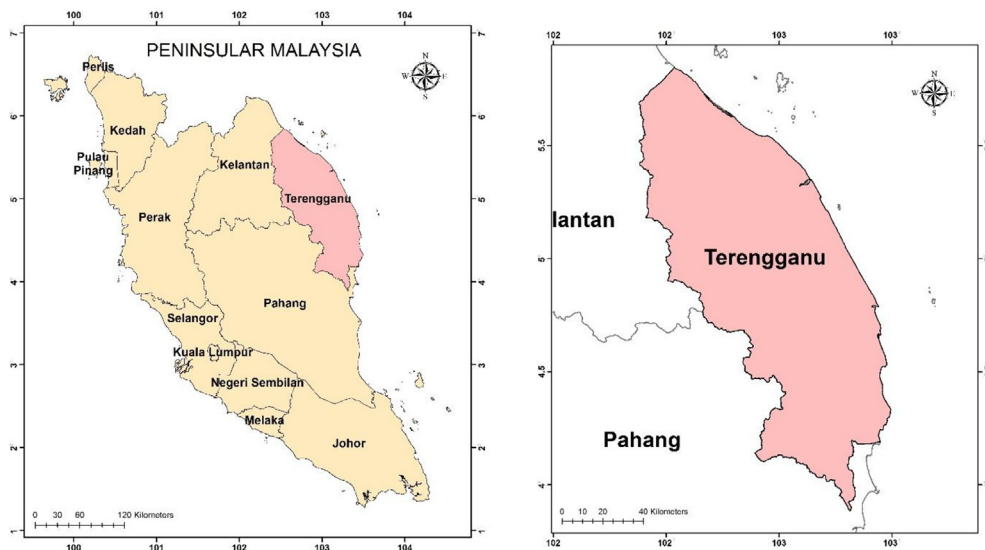 100 101 102 103 104
PENINSULAR MALAYSIA
N
W E
S
7
6
5
4
3
2
1
Perlis
Kedah
Pulau
Pinang
Kelantan
Terengganu
Perak
Pahang
Selangor
Kuala Lumpur
Negeri Sembilan
Melaka
Johor
0 30 60 120 Kilometers
100 101 102 103 104
102 102 103 103
N
W E
S
5.5
5
4.5
4
lantan
Terengganu
Pahang
0 10 20 40 Kilometers
102 102 103 103